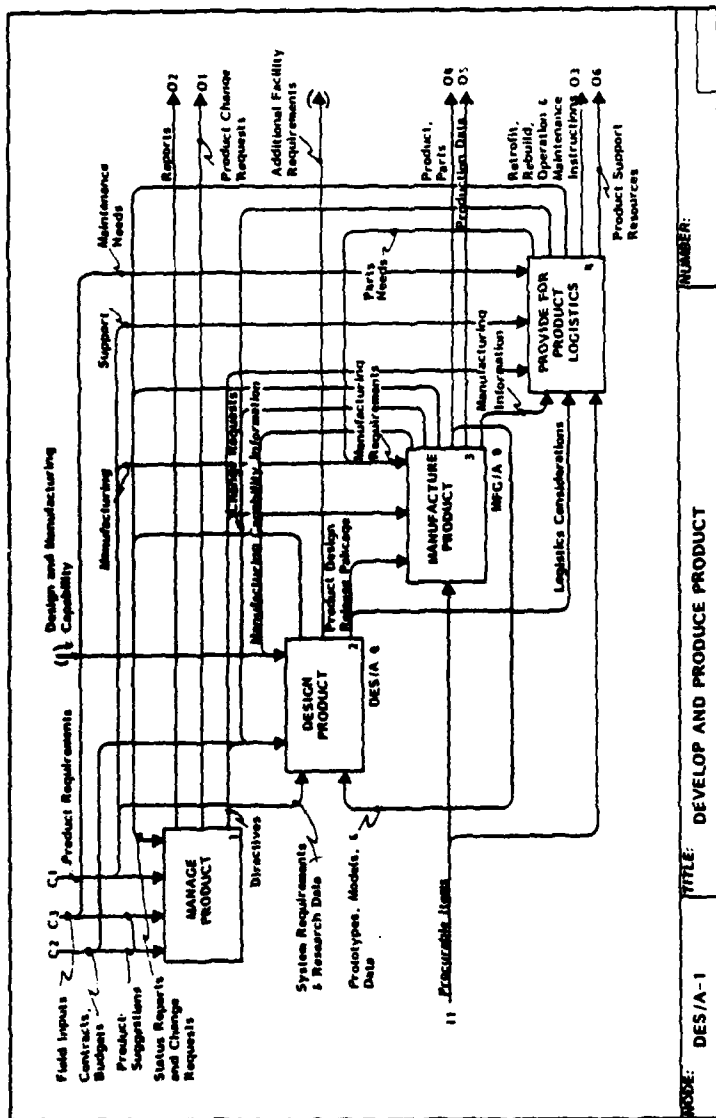 C2 C3 C1
Field Inputs
Contracts,
Budgets
Product
Suggestions
Status Reports
and Change
Requests
Product Requirements
Design and Manufacturing
Capability
Manufacturing
Support
Maintenance
Needs
Reports
O2
O1
Product Change
Requests
Additional Facility
Requirements
MANAGE
PRODUCT
1
Directives
Change Requests
Manufacturing Capability Information
System Requirements
& Research Data
DESIGN
PRODUCT
2
DES/A 0
Product Design
Release Package
Manufacturing
Requirements
Parts
Needs
Product,
Parts
O4
O5
Production Data
Prototypes, Models, &
Data
MANUFACTURE
PRODUCT
3
MFG/A 0
Manufacturing
Information
Retrofit,
Rebuild,
Operation &
Maintenance
Instructions
O3
O6
Product Support
Resources
I1 Procurable Items
Logistics Considerations
PROVIDE FOR
PRODUCT
LOGISTICS
4
NODE: DES/A-1
TITLE: DEVELOP AND PRODUCE PRODUCT
NUMBER: